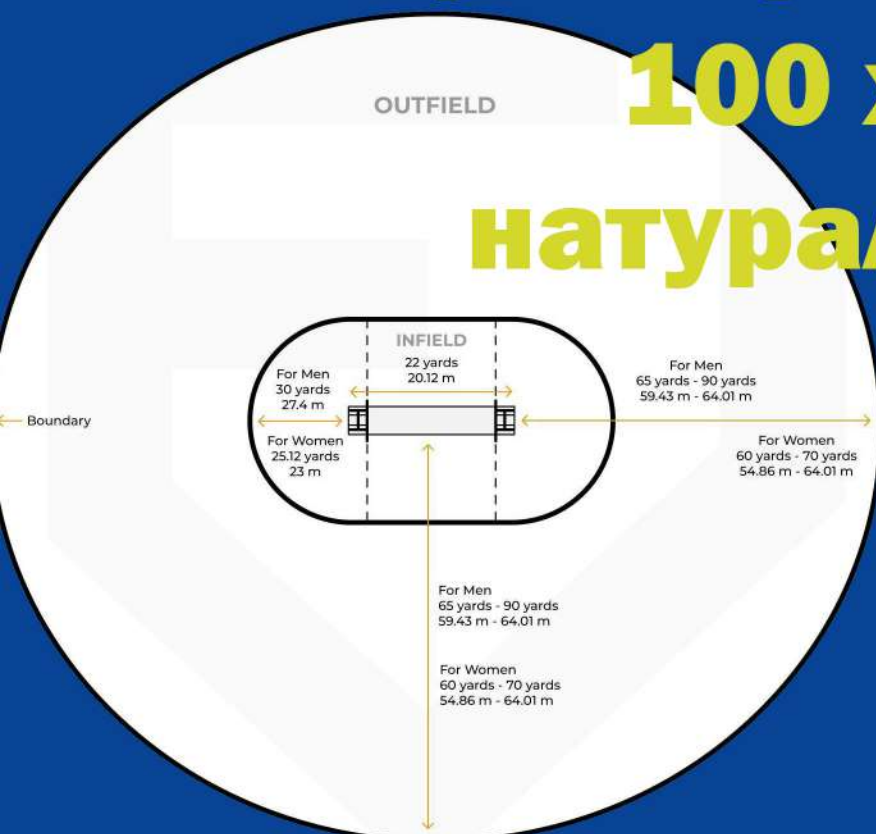 100 x
OUTFIELD
INFIELD
22 yards
20.12 m
For Men
30 yards
27.4 m
For Women
25.12 yards
23 m
For Men
65 yards - 90 yards
59.43 m - 64.01 m
For Women
60 yards - 70 yards
54.86 m - 64.01 m
Boundary
For Men
65 yards - 90 yards
59.43 m - 64.01 m
For Women
60 yards - 70 yards
54.86 m - 64.01 m